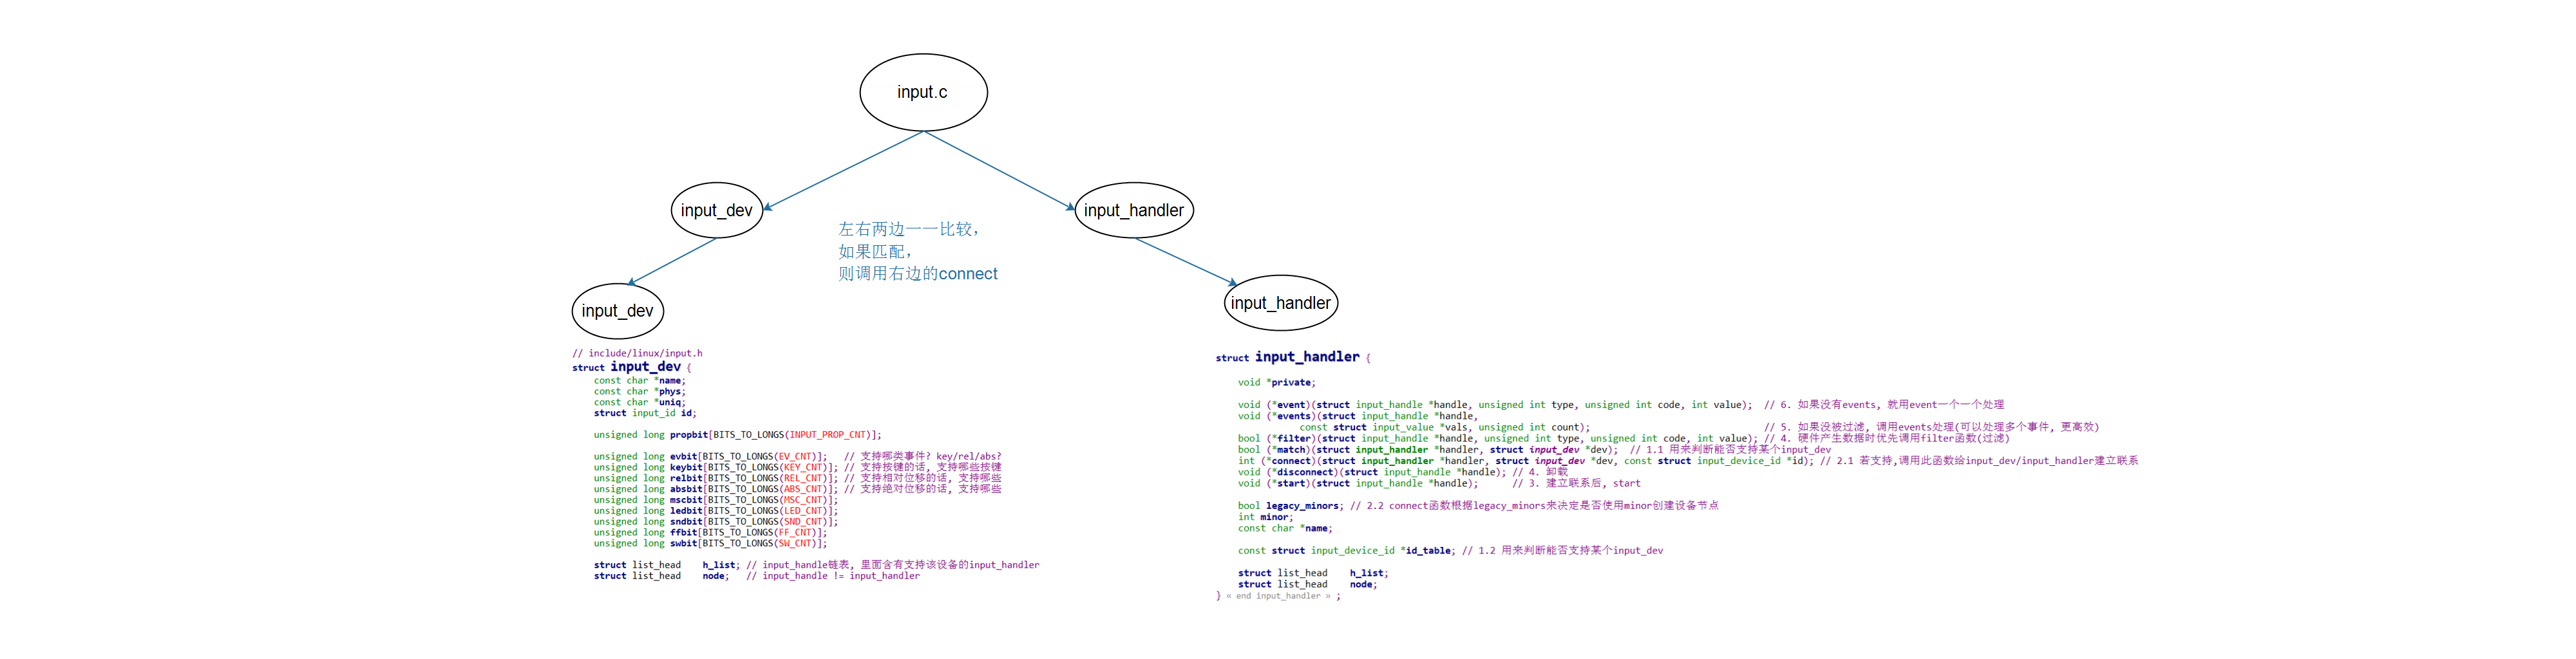 input.c
input_dev
input_handler
左右两边一一比较，
如果匹配，
则调用右边的connect
input_dev
input_handler
// include/linux/input.h
struct input_dev {
    const char *name;
    const char *phys;
    const char *uniq;
    struct input_id id;
    unsigned long propbit[BITS_TO_LONGS(INPUT_PROP_CNT)];
    unsigned long evbit[BITS_TO_LONGS(EV_CNT)];   // 支持哪类事件? key/rel/abs?
    unsigned long keybit[BITS_TO_LONGS(KEY_CNT)]; // 支持按键的话, 支持哪些按键
    unsigned long relbit[BITS_TO_LONGS(REL_CNT)]; // 支持相对位移的话, 支持哪些
    unsigned long absbit[BITS_TO_LONGS(ABS_CNT)]; // 支持绝对位移的话, 支持哪些
    unsigned long mscbit[BITS_TO_LONGS(MSC_CNT)];
    unsigned long ledbit[BITS_TO_LONGS(LED_CNT)];
    unsigned long sndbit[BITS_TO_LONGS(SND_CNT)];
    unsigned long ffbit[BITS_TO_LONGS(FF_CNT)];
    unsigned long swbit[BITS_TO_LONGS(SW_CNT)];
    struct list_head    h_list; // input_handle链表, 里面含有支持该设备的input_handler
    struct list_head    node;   // input_handle != input_handler
struct input_handler {
    void *private;
    void (*event)(struct input_handle *handle, unsigned int type, unsigned int code, int value);  // 6. 如果没有events, 就用event一个一个处理
    void (*events)(struct input_handle *handle,
               const struct input_value *vals, unsigned int count);                               // 5. 如果没被过滤, 调用events处理(可以处理多个事件, 更高效)
    bool (*filter)(struct input_handle *handle, unsigned int type, unsigned int code, int value); // 4. 硬件产生数据时优先调用filter函数(过滤)
    bool (*match)(struct input_handler *handler, struct input_dev *dev);  // 1.1 用来判断能否支持某个input_dev
    int (*connect)(struct input_handler *handler, struct input_dev *dev, const struct input_device_id *id); // 2.1 若支持,调用此函数给input_dev/input_handler建立联系
    void (*disconnect)(struct input_handle *handle); // 4. 卸载
    void (*start)(struct input_handle *handle);      // 3. 建立联系后, start
    bool legacy_minors; // 2.2 connect函数根据legacy_minors来决定是否使用minor创建设备节点
    int minor;
    const char *name;
    const struct input_device_id *id_table; // 1.2 用来判断能否支持某个input_dev
    struct list_head    h_list;
    struct list_head    node;
} « end input_handler » ;